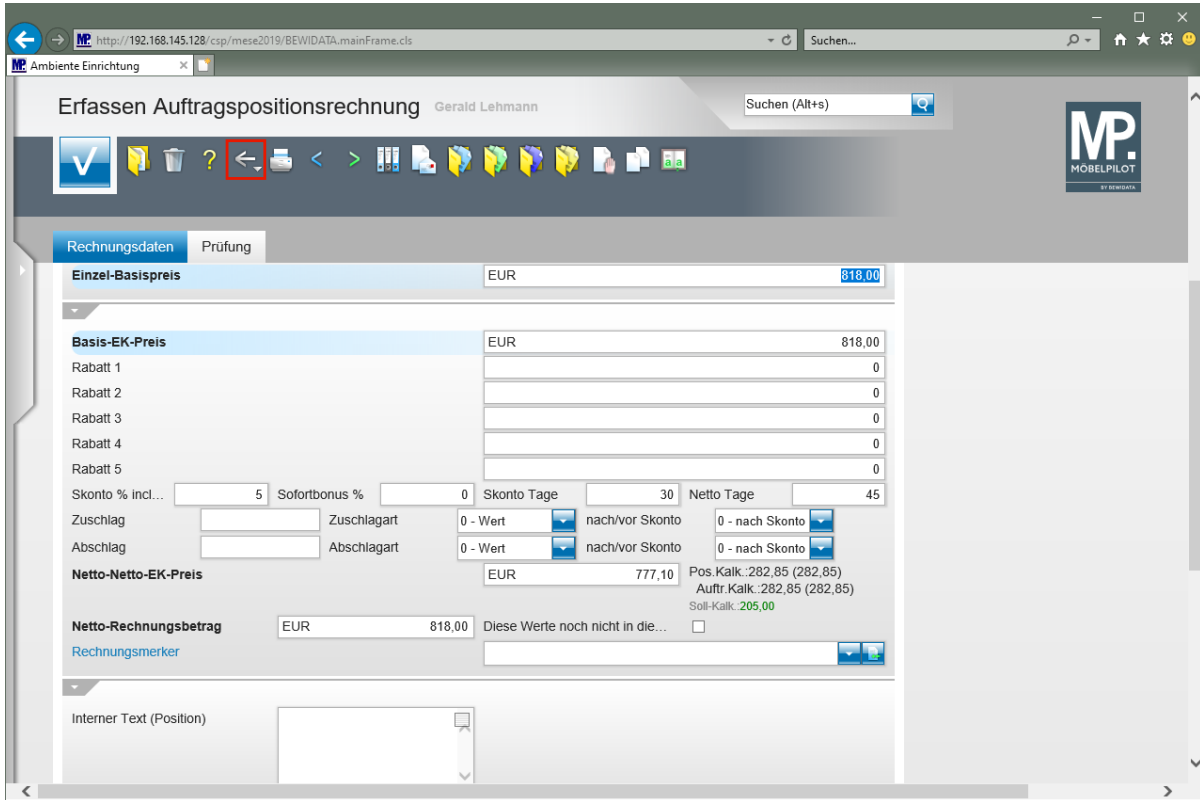 http://192.168.145.128/csp/mese2019/BEWIDATA.mainFrame.cls
Suchen...
MP. Ambiente Einrichtung
Erfassen Auftragspositionsrechnung Gerald Lehmann
Suchen (Alt+s)
MP.
MÖBELPILOT
BY BEWIDATA
Rechnungsdaten Prüfung
Einzel-Basispreis EUR 818,00
Basis-EK-Preis EUR 818,00
Rabatt 1 0
Rabatt 2 0
Rabatt 3 0
Rabatt 4 0
Rabatt 5 0
Skonto % incl... 5 Sofortbonus % 0 Skonto Tage 30 Netto Tage 45
Zuschlag Zuschlagart 0 - Wert nach/vor Skonto 0 - nach Skonto
Abschlag Abschlagart 0 - Wert nach/vor Skonto 0 - nach Skonto
Netto-Netto-EK-Preis EUR 777,10 Pos.Kalk.:282,85 (282,85)
Auftr.Kalk.:282,85 (282,85)
Soll-Kalk.:205,00
Netto-Rechnungsbetrag EUR 818,00 Diese Werte noch nicht in die...
Rechnungsmerker
Interner Text (Position)